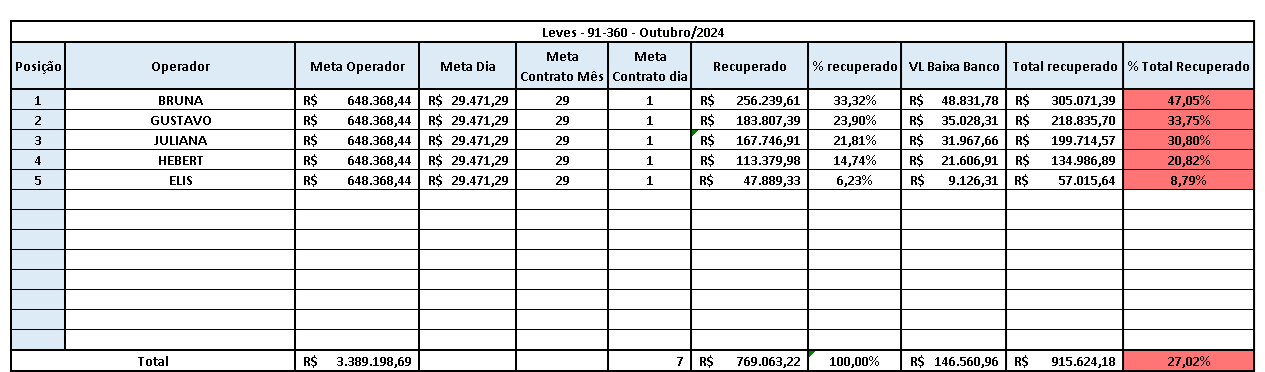 Leves - 91-360 - Outubro/2024
Posição Operador Meta Operador Meta Dia Meta Contrato Mês Meta Contrato dia Recuperado % recuperado VL Baixa Banco Total recuperado % Total Recuperado
1 BRUNA R$ 648.368,44 R$ 29.471,29 29 1 R$ 256.239,61 33,32% R$ 48.831,78 R$ 305.071,39 47,05%
2 GUSTAVO R$ 648.368,44 R$ 29.471,29 29 1 R$ 183.807,39 23,90% R$ 35.028,31 R$ 218.835,70 33,75%
3 JULIANA R$ 648.368,44 R$ 29.471,29 29 1 R$ 167.746,91 21,81% R$ 31.967,66 R$ 199.714,57 30,80%
4 HEBERT R$ 648.368,44 R$ 29.471,29 29 1 R$ 113.379,98 14,74% R$ 21.606,91 R$ 134.986,89 20,82%
5 ELIS R$ 648.368,44 R$ 29.471,29 29 1 R$ 47.889,33 6,23% R$ 9.126,31 R$ 57.015,64 8,79%
Total R$ 3.389.198,69 7 R$ 769.063,22 100,00% R$ 146.560,96 R$ 915.624,18 27,02%